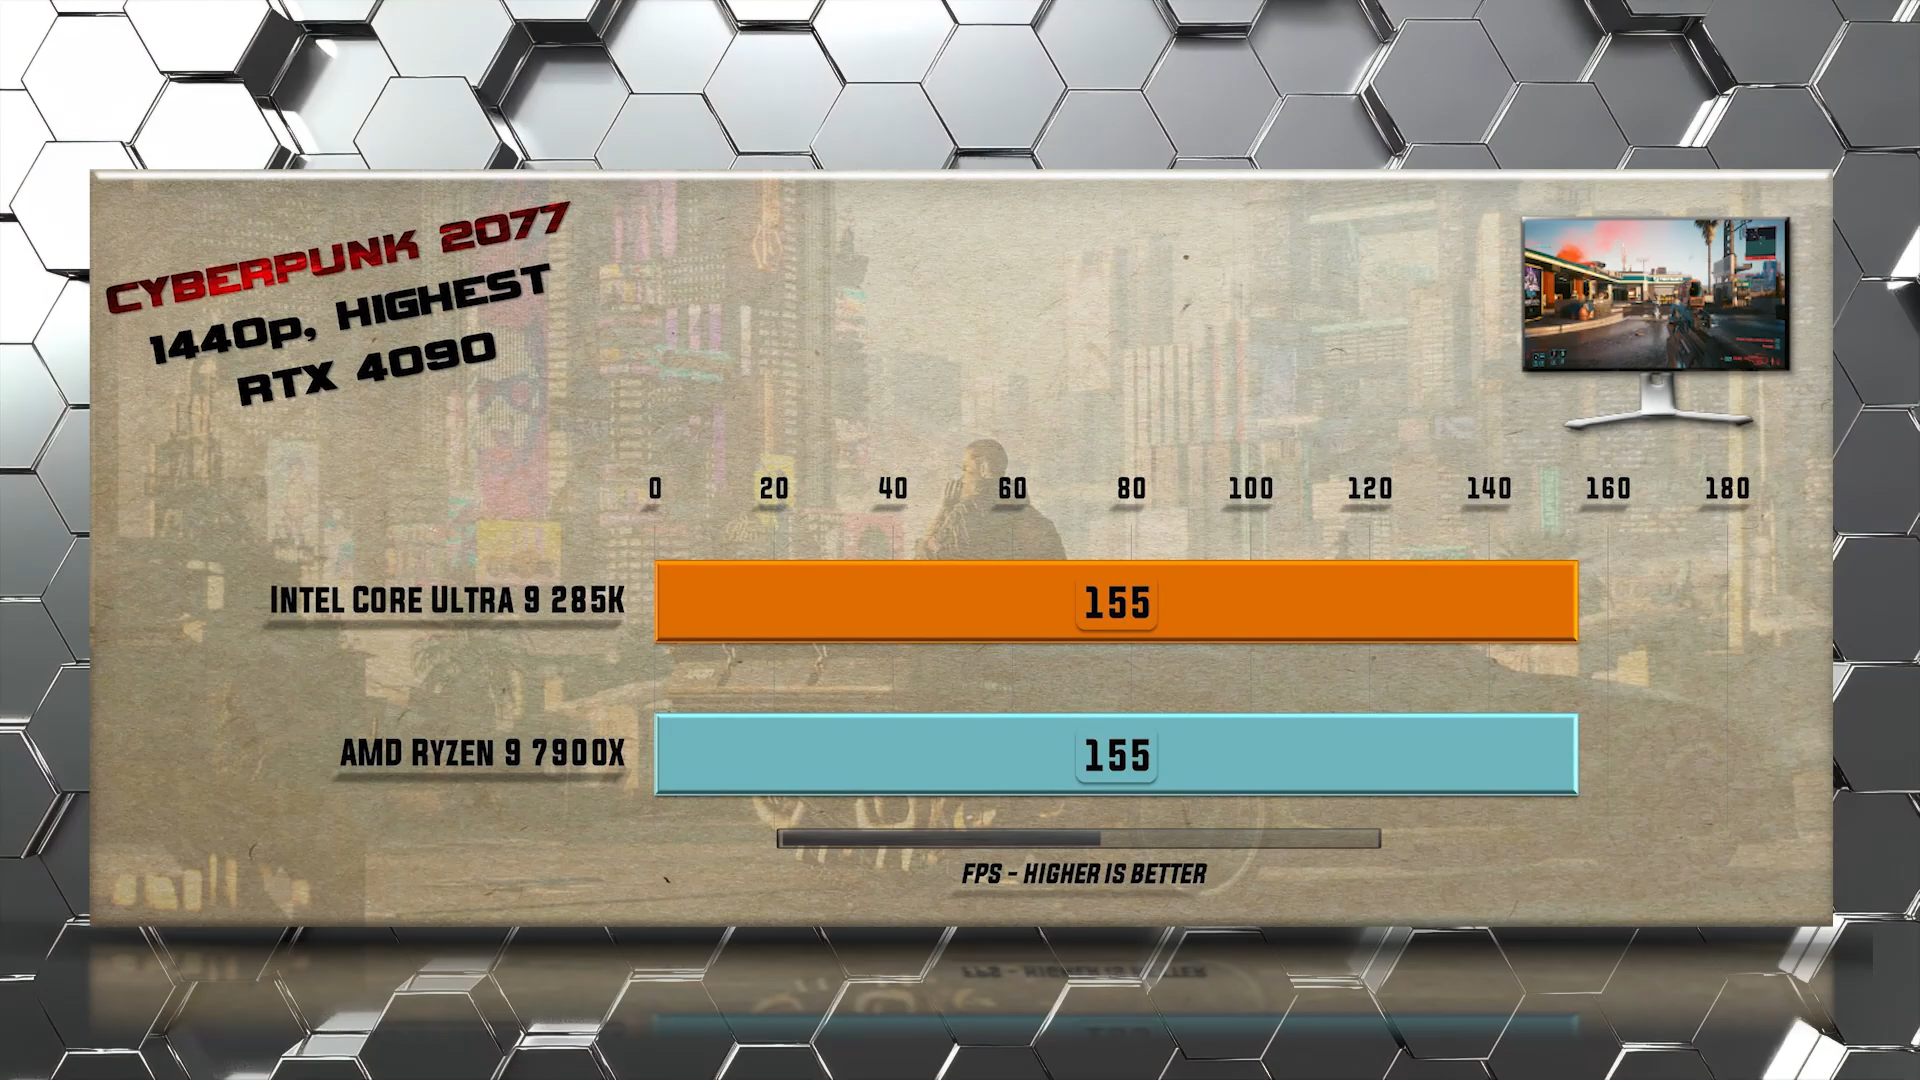 CYBERPUNK 2077
1440p, HIGHEST
RTX 4090
0 20 40 60 80 100 120 140 160 180
INTEL CORE ULTRA 9 285K
155
AMD RYZEN 9 7900X
155
FPS - HIGHER IS BETTER